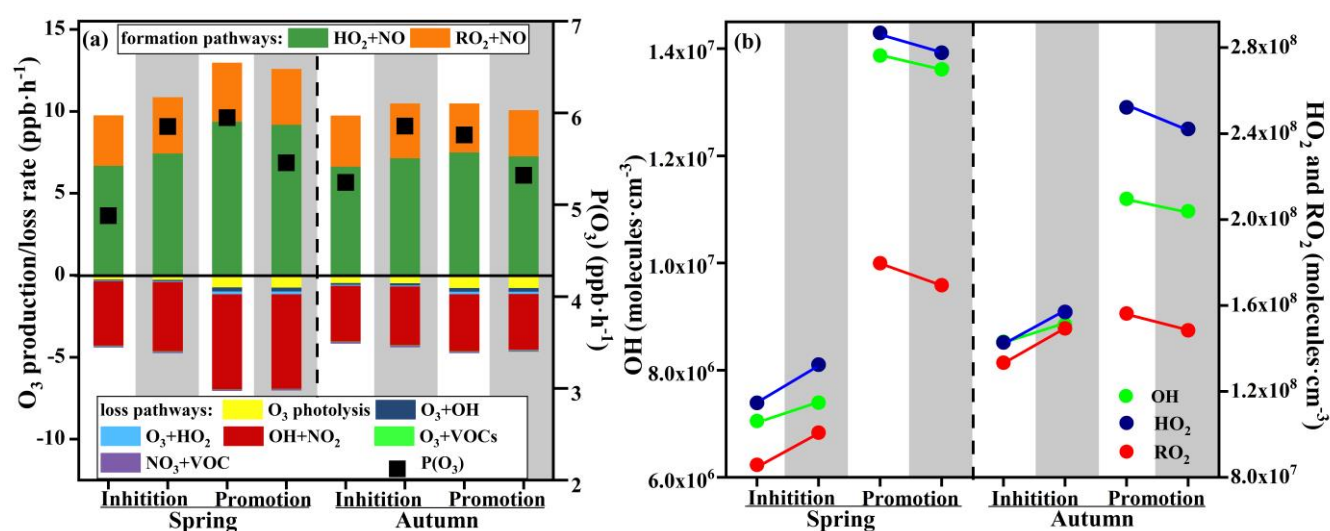 (a)
formation pathways: HO₂+NO RO₂+NO
15
10
5
0
-5
-10
O₃ production/loss rate (ppb·h⁻¹)
7
6
5
4
3
2
P(O₃) (ppb·h⁻¹)
loss pathways: O₃ photolysis O₃+OH
O₃+HO₂ OH+NO₂ O₃+VOCs
NO₃+VOC P(O₃)
Inhitition Promotion Inhitition Promotion
Spring Autumn
(b)
1.4x10⁷
1.2x10⁷
1.0x10⁷
8.0x10⁶
6.0x10⁶
OH (molecules·cm⁻³)
2.8x10⁸
2.4x10⁸
2.0x10⁸
1.6x10⁸
1.2x10⁸
8.0x10⁷
HO₂ and RO₂ (molecules·cm⁻³)
OH
HO₂
RO₂
Inhitition Promotion Inhitition Promotion
Spring Autumn